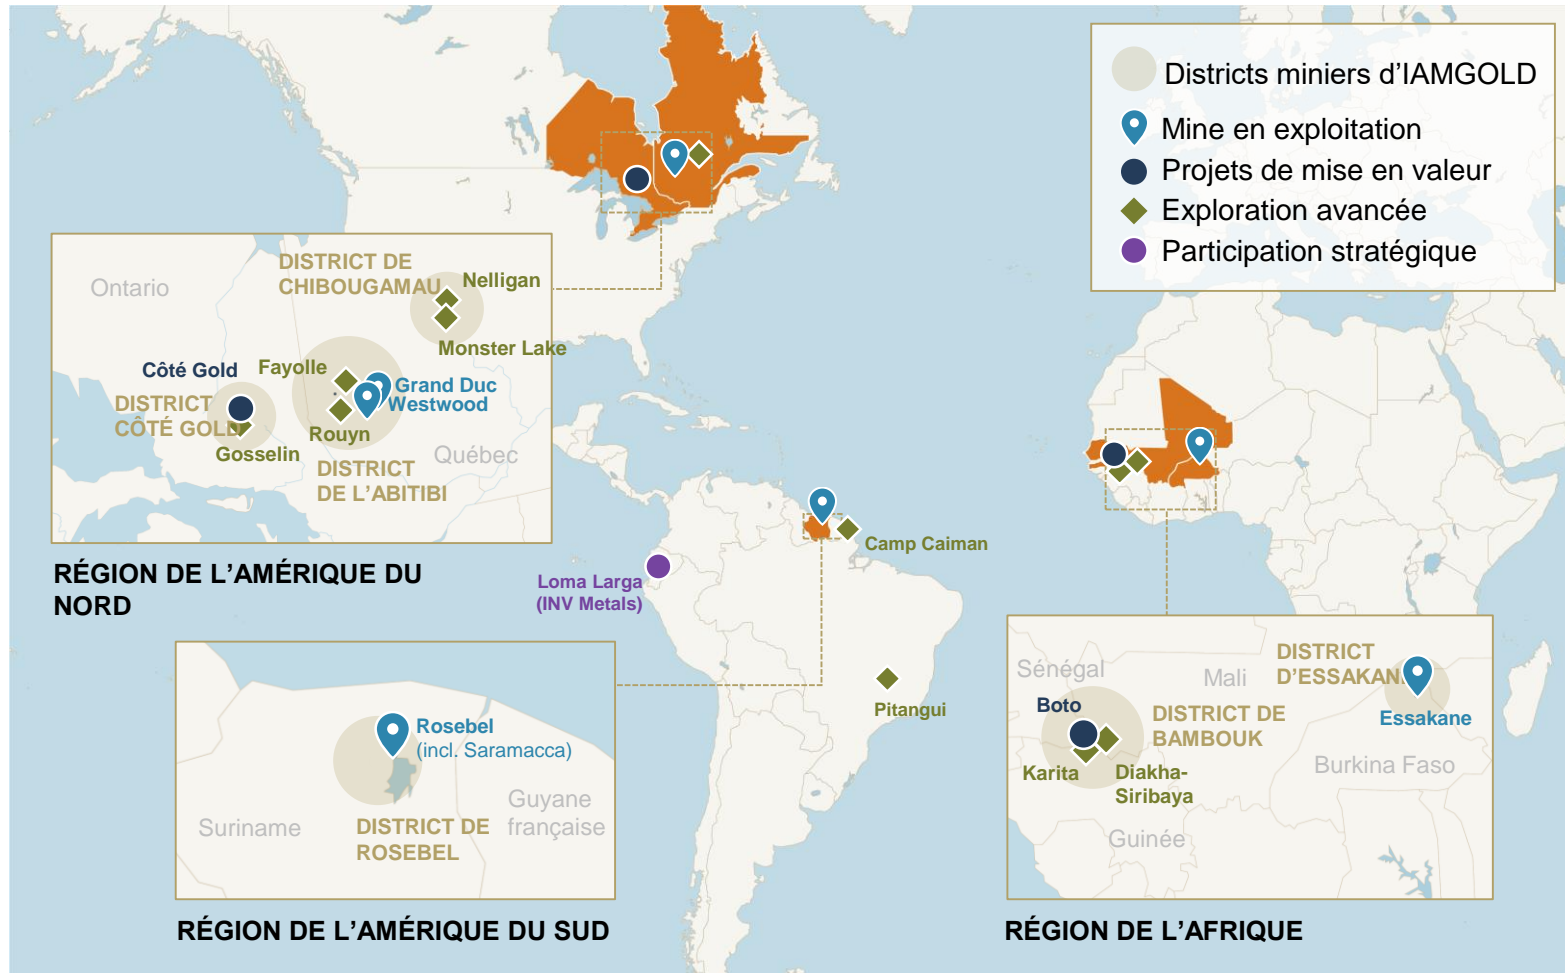 Districts miniers d’IAMGOLD
Mine en exploitation
Projets de mise en valeur
Exploration avancée
Participation stratégique
Ontario
DISTRICT DE
CHIBOUGAMAU
Nelligan
Monster Lake
Côté Gold
DISTRICT
CÔTÉ GOLD
Gosselin
Fayolle
Grand Duc
Westwood
Rouyn
DISTRICT
DE L’ABITIBI
Québec
RÉGION DE L’AMÉRIQUE DU
NORD
Loma Larga
(INV Metals)
Camp Caiman
Pitangui
Rosebel
(incl. Saramacca)
Suriname
Guyane
française
DISTRICT DE
ROSEBEL
RÉGION DE L’AMÉRIQUE DU SUD
Sénégal
Mali
DISTRICT
D’ESSAKAN
Essakane
Boto
DISTRICT DE
BAMBOUK
Karita
Diakha-
Siribaya
Burkina Faso
Guinée
RÉGION DE L’AFRIQUE